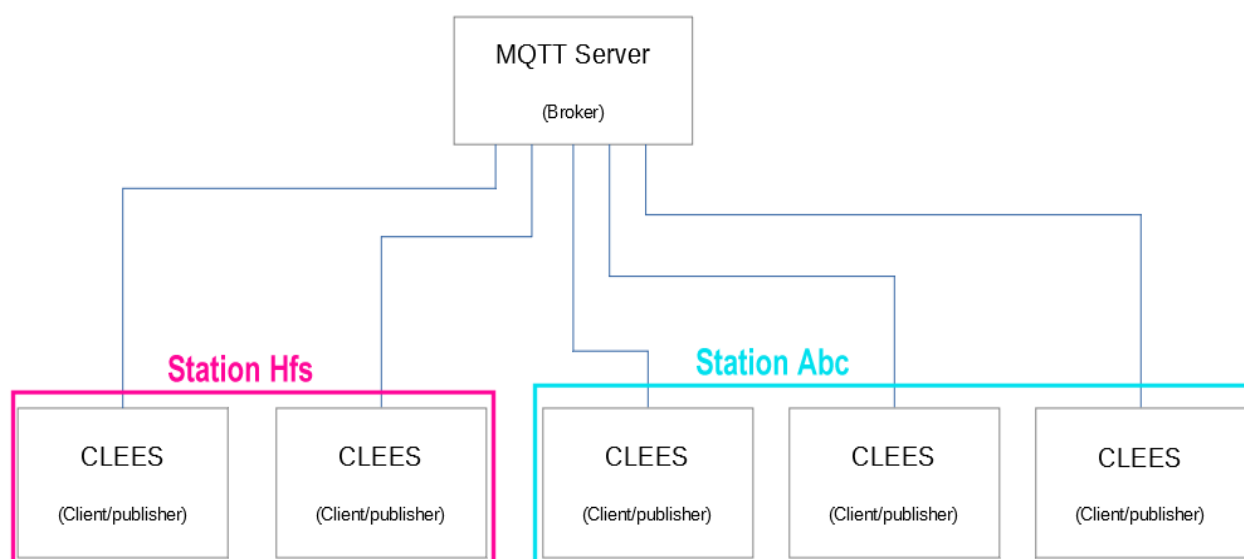 MQTT Server
(Broker)
Station Hfs
Station Abc
CLEES
(Client/publisher)
CLEES
(Client/publisher)
CLEES
(Client/publisher)
CLEES
(Client/publisher)
CLEES
(Client/publisher)